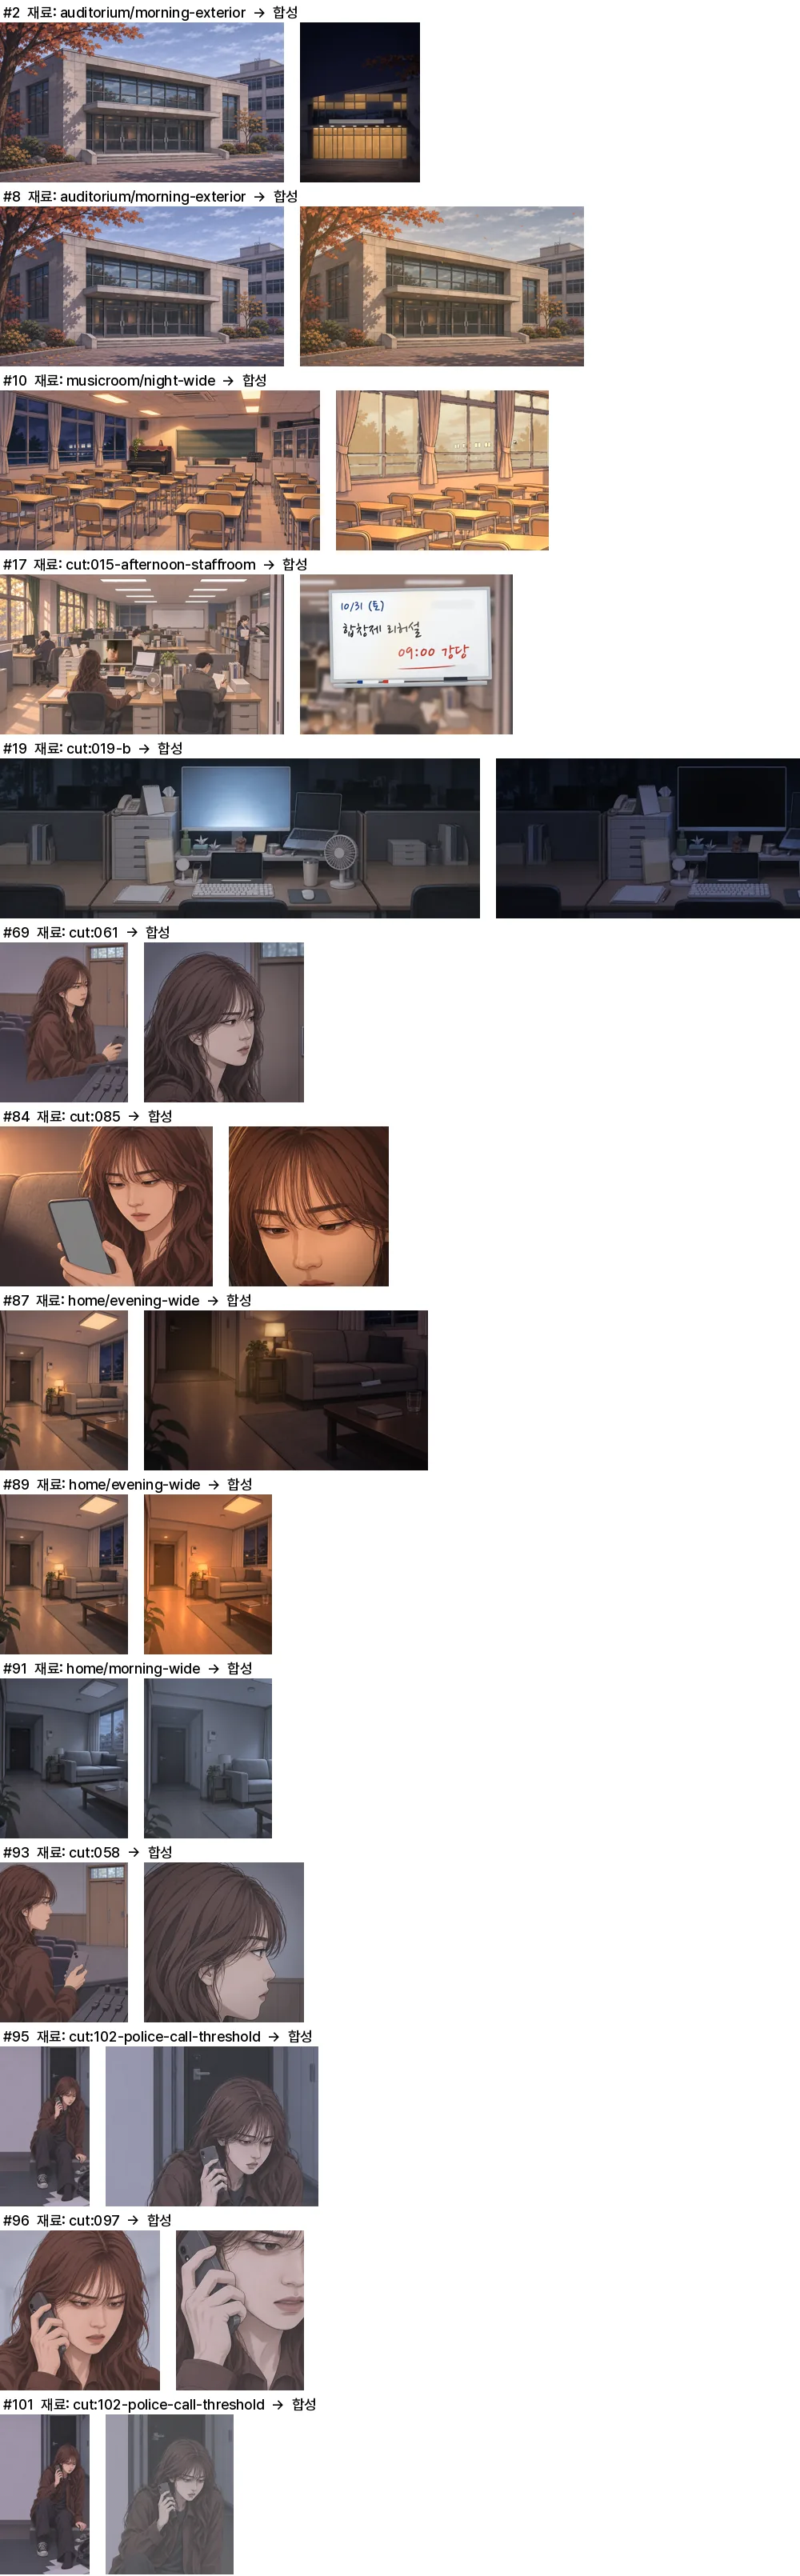 #2 재료: auditorium/morning-exterior → 합성
#8 재료: auditorium/morning-exterior → 합성
#10 재료: musicroom/night-wide → 합성
#17 재료: cut:015-afternoon-staffroom → 합성
10/31 (토)
합창제 리허설
09:00 강당
#19 재료: cut:019-b → 합성
#69 재료: cut:061 → 합성
#84 재료: cut:085 → 합성
#87 재료: home/evening-wide → 합성
#89 재료: home/evening-wide → 합성
#91 재료: home/morning-wide → 합성
#93 재료: cut:058 → 합성
#95 재료: cut:102-police-call-threshold → 합성
#96 재료: cut:097 → 합성
#101 재료: cut:102-police-call-threshold → 합성